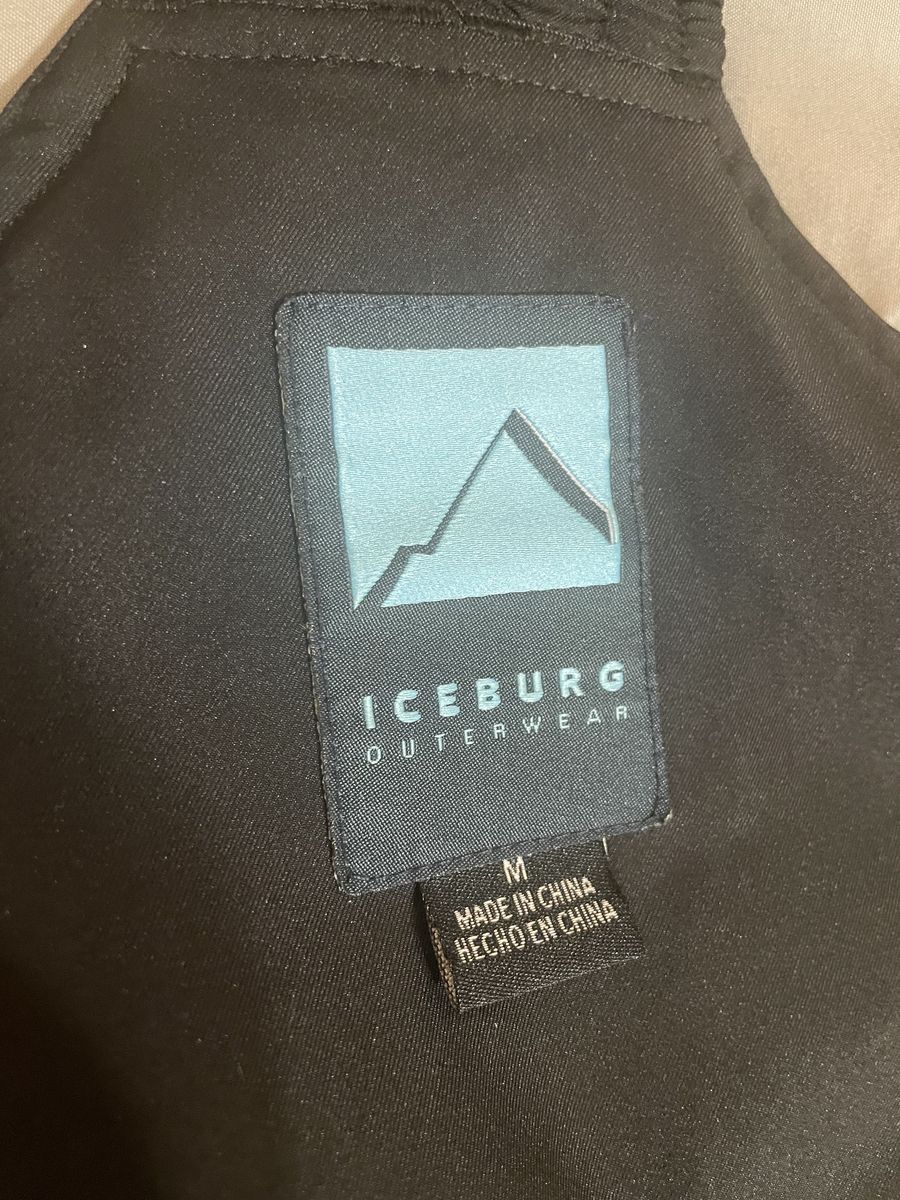 ICEBURG
OUTERWEAR
M
MADE IN CHINA
HECHO EN CHINA